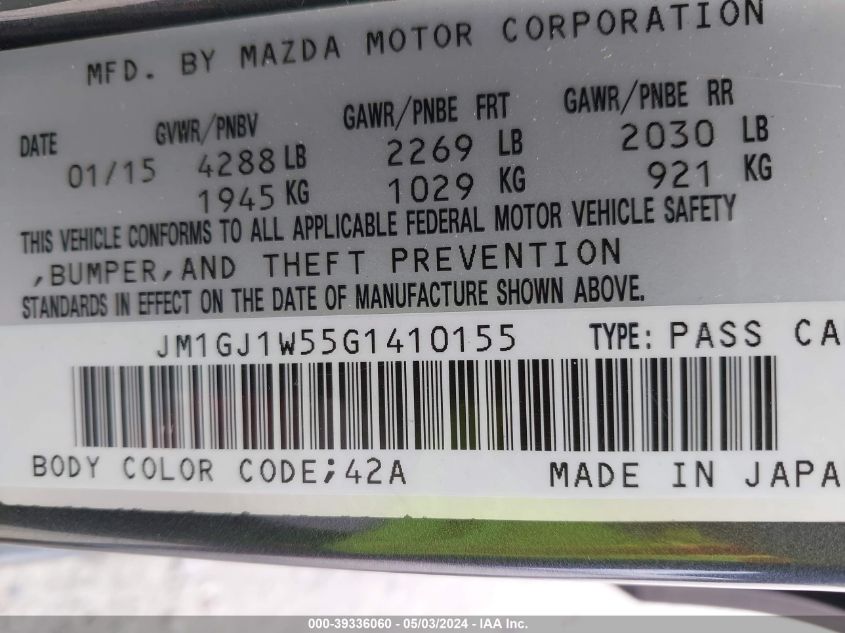 MFD. BY MAZDA MOTOR CORPORATION
DATE GVWR/PNBV GAWR/PNBE FRT GAWR/PNBE RR
01/15 4288 LB 2269 LB 2030 LB
1945 KG 1029 KG 921 KG
THIS VEHICLE CONFORMS TO ALL APPLICABLE FEDERAL MOTOR VEHICLE SAFETY
,BUMPER,AND THEFT PREVENTION
STANDARDS IN EFFECT ON THE DATE OF MANUFACTURE SHOWN ABOVE.
JM1GJ1W55G1410155 TYPE: PASS CA
BODY COLOR CODE;42A MADE IN JAPA
000-39336060 - 05/03/2024 - IAA Inc.